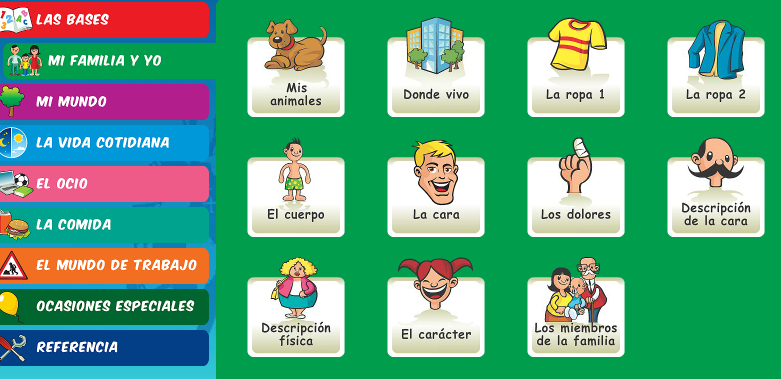 LAS BASES
MI FAMILIA Y YO
MI MUNDO
LA VIDA COTIDIANA
EL OCIO
LA COMIDA
EL MUNDO DE TRABAJO
OCASIONES ESPECIALES
REFERENCIA
Mis
animales
Donde vivo
La ropa 1
La ropa 2
El cuerpo
La cara
Los dolores
Descripción
de la cara
Descripción
física
El carácter
Los miembros
de la familia